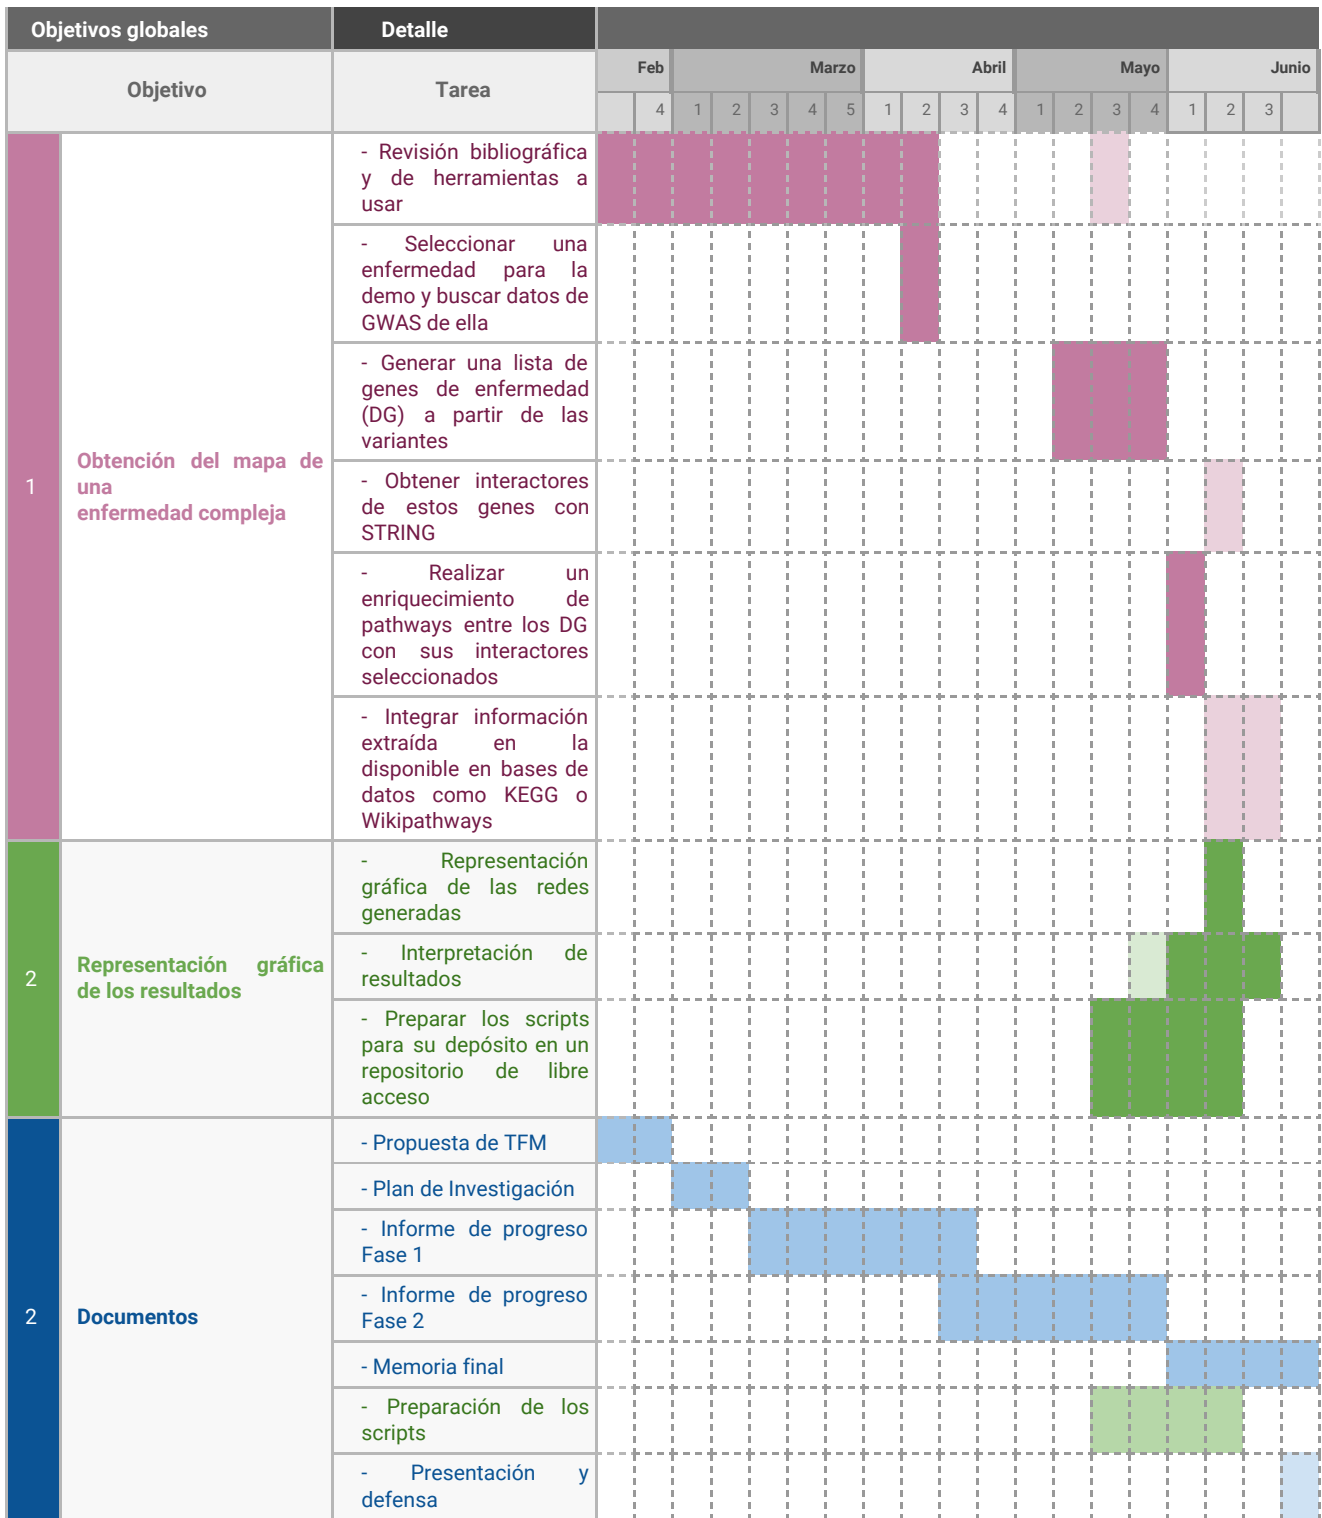 Objetivos globales
Detalle
Objetivo
Tarea
Feb
Marzo
Abril
Mayo
Junio
4 1 2 3 4 5 1 2 3 4 1 2 3 4 1 2 3
1
Obtención del mapa de
una
enfermedad compleja
- Revisión bibliográfica
y de herramientas a
usar
- Seleccionar una
enfermedad para la
demo y buscar datos de
GWAS de ella
- Generar una lista de
genes de enfermedad
(DG) a partir de las
variantes
- Obtener interactores
de estos genes con
STRING
- Realizar un
enriquecimiento de
pathways entre los DG
con sus interactores
seleccionados
- Integrar información
extraída en la
disponible en bases de
datos como KEGG o
Wikipathways
2
Representación gráfica
de los resultados
- Representación
gráfica de las redes
generadas
- Interpretación de
resultados
- Preparar los scripts
para su depósito en un
repositorio de libre
acceso
2
Documentos
- Propuesta de TFM
- Plan de Investigación
- Informe de progreso
Fase 1
- Informe de progreso
Fase 2
- Memoria final
- Preparación de los
scripts
- Presentación y
defensa